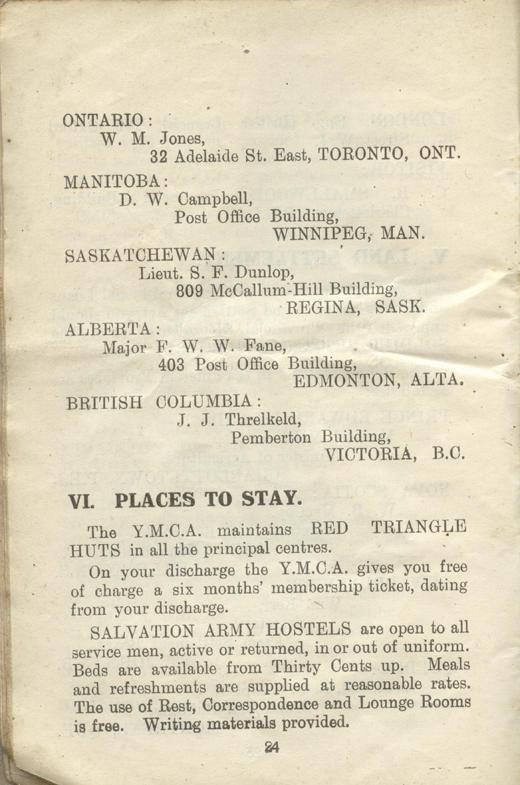 ONTARIO :
W. M. Jones,
32 Adelaide St. East, TORONTO, ONT.
MANITOBA :
D. W. Campbell,
Post Office Building,
WINNIPEG, MAN.
SASKATCHEWAN :
Lieut. S. F. Dunlop,
809 McCallum-Hill Building,
REGINA, SASK.
ALBERTA :
Major F. W. W. Fane,
403 Post Office Building,
EDMONTON, ALTA.
BRITISH COLUMBIA :
J. J. Threlkeld,
Pemberton Building,
VICTORIA, B.C.
VI. PLACES TO STAY.
The Y.M.C.A. maintains RED TRIANGLE
HUTS in all the principal centres.
On your discharge the Y.M.C.A. gives you free
of charge a six months' membership ticket, dating
from your discharge.
SALVATION ARMY HOSTELS are open to all
service men, active or returned, in or out of uniform.
Beds are available from Thirty Cents up. Meals
and refreshments are supplied at reasonable rates.
The use of Rest, Correspondence and Lounge Rooms
is free. Writing materials provided.
24